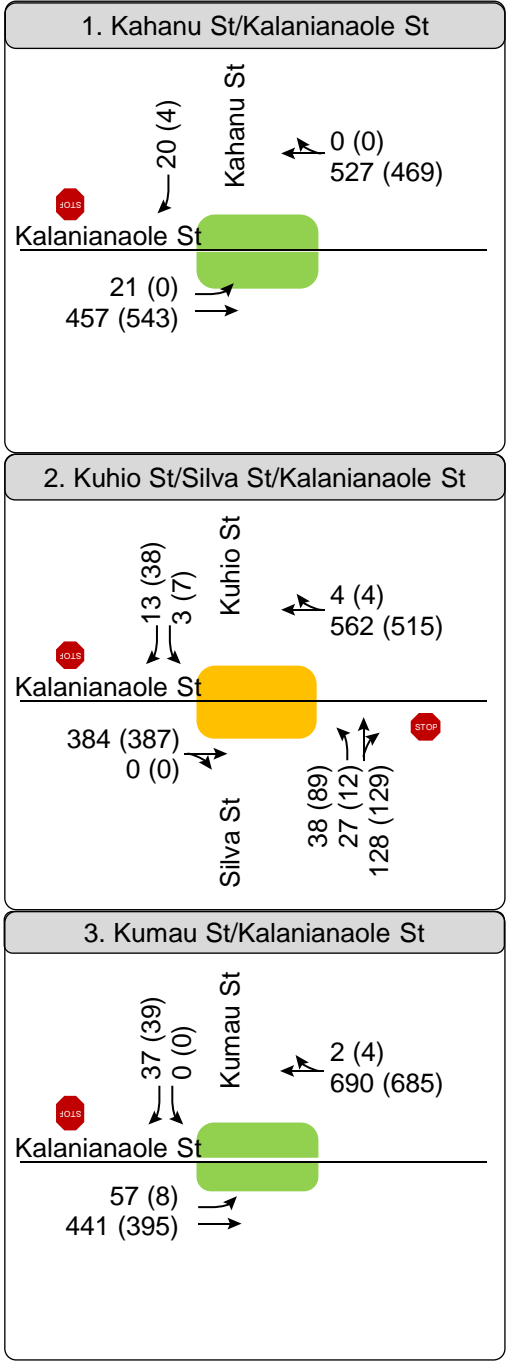 1. Kahanu St/Kalanianaole St
20 (4)
Kahanu St
0 (0)
527 (469)
STOP
Kalanianaole St
21 (0)
457 (543)
2. Kuhio St/Silva St/Kalanianaole St
13 (38)
3 (7)
Kuhio St
4 (4)
562 (515)
STOP
Kalanianaole St
STOP
384 (387)
0 (0)
Silva St
38 (89)
27 (12)
128 (129)
3. Kumau St/Kalanianaole St
37 (39)
0 (0)
Kumau St
2 (4)
690 (685)
STOP
Kalanianaole St
57 (8)
441 (395)